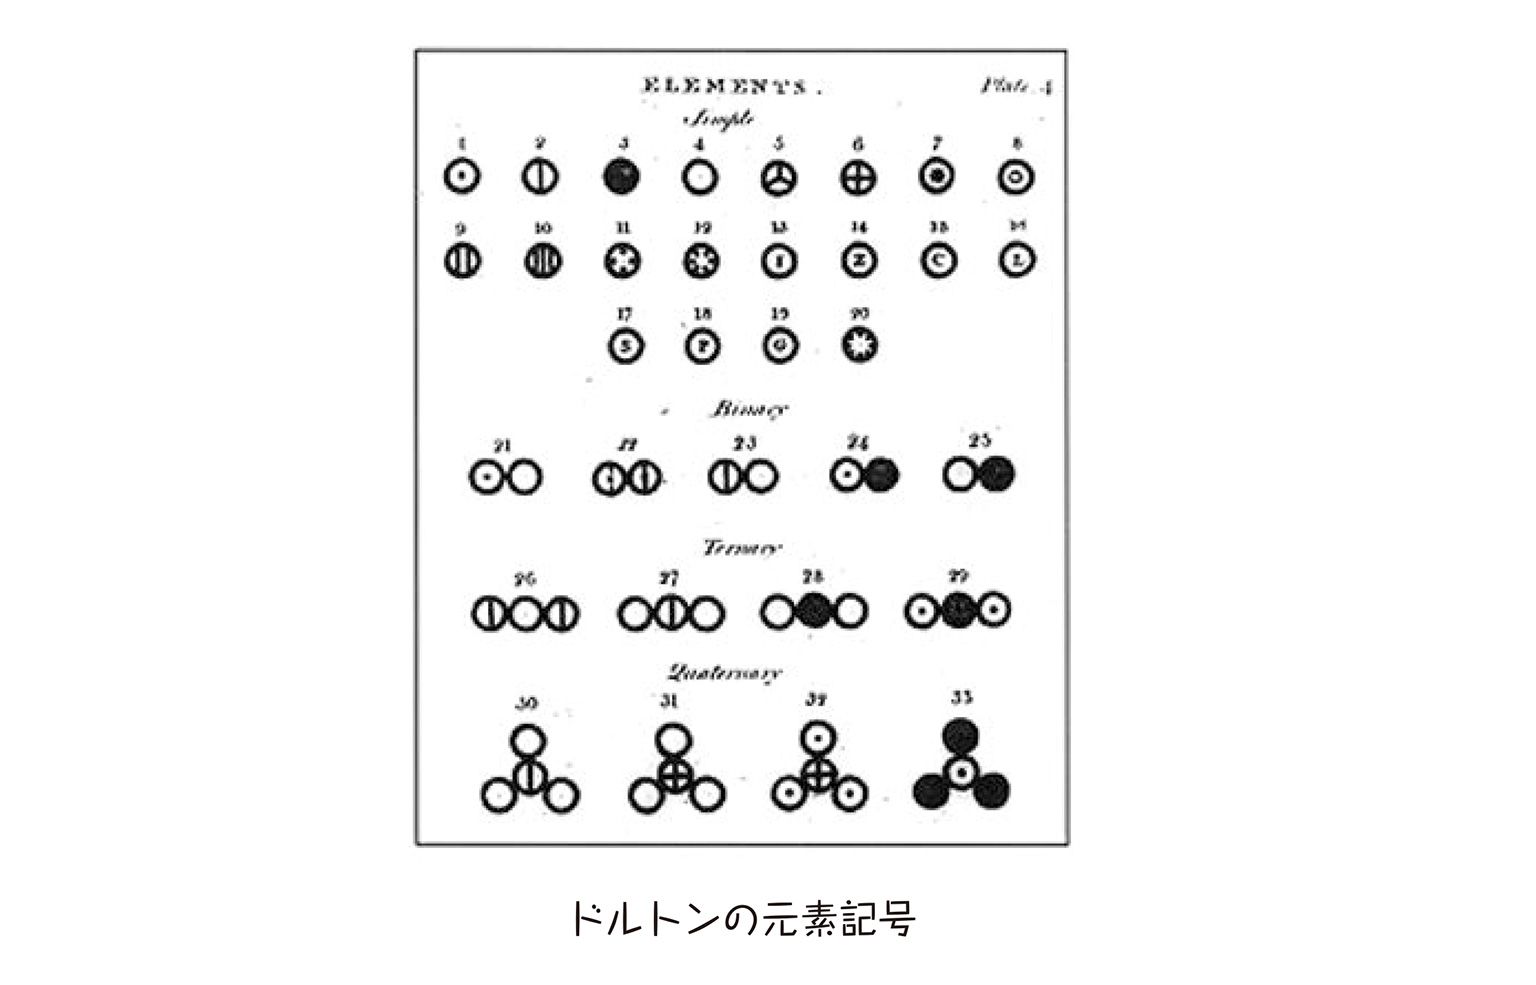 ELEMENTS. Plate 4
Simple
1 2 3 4 5 6 7 8
9 10 11 12 13 14 15 16
I Z C L
17 18 19 20
S P G
Binary
21 22 23 24 25
Ternary
26 27 28 29
Quaternary
30 31 32 33
ドルトンの元素記号